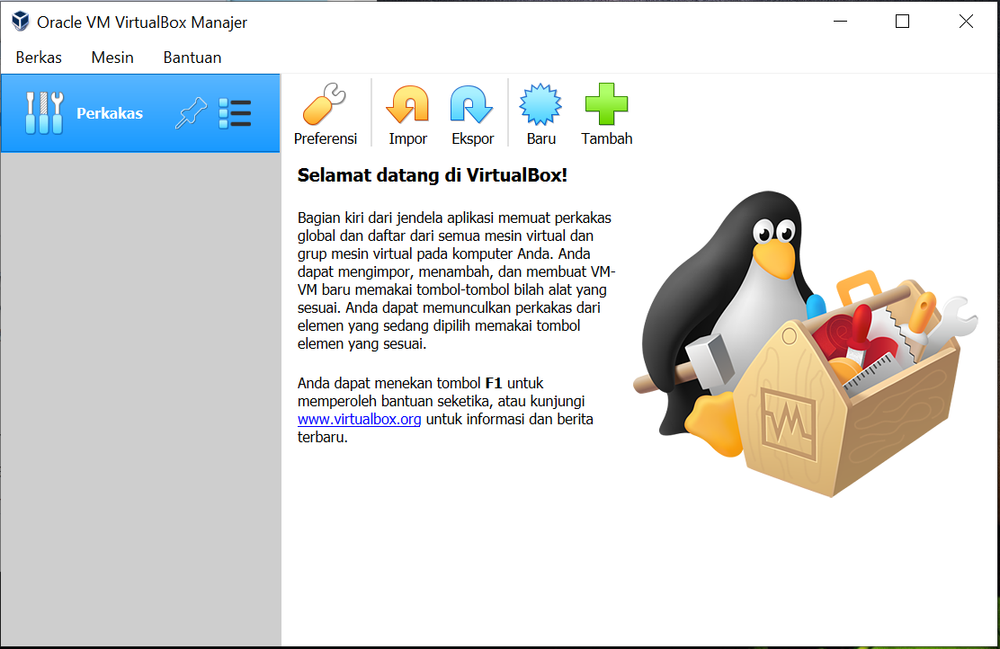 Oracle VM VirtualBox Manajer
Berkas Mesin Bantuan
Perkakas
Preferensi Impor Ekspor Baru Tambah
Selamat datang di VirtualBox!
Bagian kiri dari jendela aplikasi memuat perkakas
global dan daftar dari semua mesin virtual dan
grup mesin virtual pada komputer Anda. Anda
dapat mengimpor, menambah, dan membuat VM-
VM baru memakai tombol-tombol bilah alat yang
sesuai. Anda dapat memunculkan perkakas dari
elemen yang sedang dipilih memakai tombol
elemen yang sesuai.
Anda dapat menekan tombol F1 untuk
memperoleh bantuan seketika, atau kunjungi
www.virtualbox.org untuk informasi dan berita
terbaru.